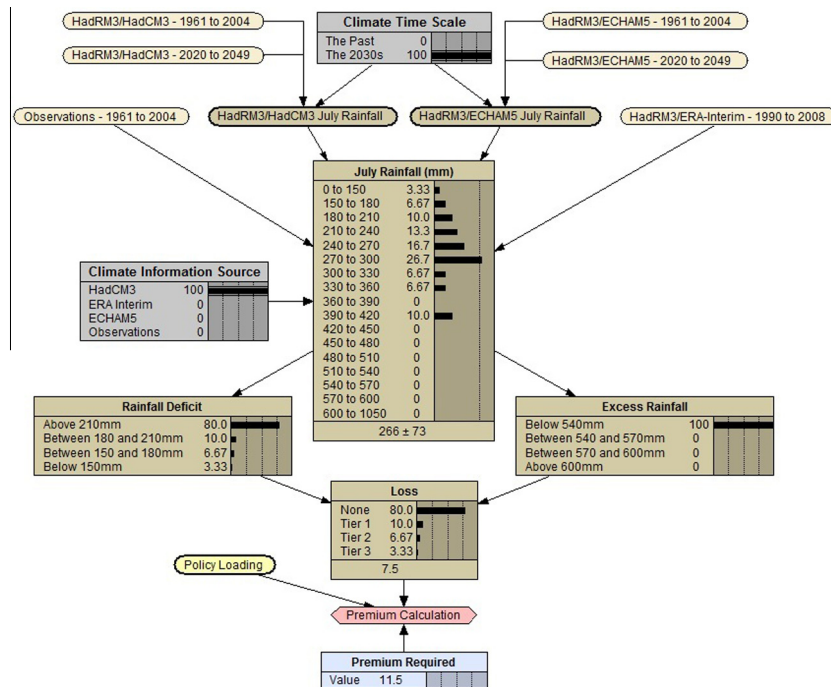 HadRM3/HadCM3 - 1961 to 2004
HadRM3/HadCM3 - 2020 to 2049
Climate Time Scale
The Past 0
The 2030s 100
HadRM3/ECHAM5 - 1961 to 2004
HadRM3/ECHAM5 - 2020 to 2049
Observations - 1961 to 2004
HadRM3/HadCM3 July Rainfall
HadRM3/ECHAM5 July Rainfall
HadRM3/ERA-Interim - 1990 to 2008
July Rainfall (mm)
0 to 150 3.33
150 to 180 6.67
180 to 210 10.0
210 to 240 13.3
240 to 270 16.7
270 to 300 26.7
300 to 330 6.67
330 to 360 6.67
360 to 390 0
390 to 420 10.0
420 to 450 0
450 to 480 0
480 to 510 0
510 to 540 0
540 to 570 0
570 to 600 0
600 to 1050 0
266 ± 73
Climate Information Source
HadCM3 100
ERA Interim 0
ECHAM5 0
Observations 0
Rainfall Deficit
Above 210mm 80.0
Between 180 and 210mm 10.0
Between 150 and 180mm 6.67
Below 150mm 3.33
Excess Rainfall
Below 540mm 100
Between 540 and 570mm 0
Between 570 and 600mm 0
Above 600mm 0
Loss
None 80.0
Tier 1 10.0
Tier 2 6.67
Tier 3 3.33
7.5
Policy Loading
Premium Calculation
Premium Required
Value 11.5